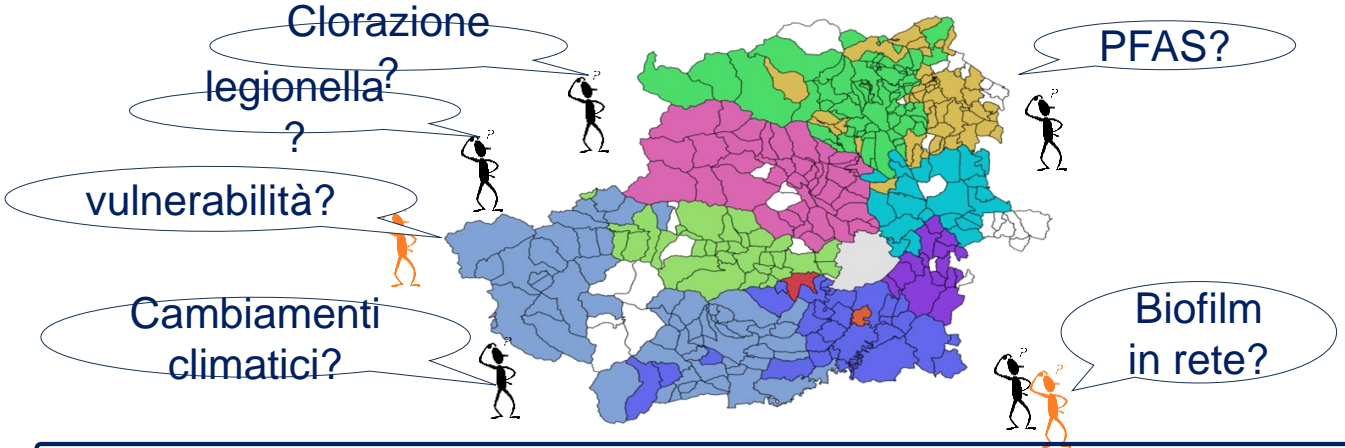 Clorazione
?
legionella?
?
vulnerabilità?
Cambiamenti
climatici?
PFAS?
Biofilm
in rete?
?
?
?
?
?
?